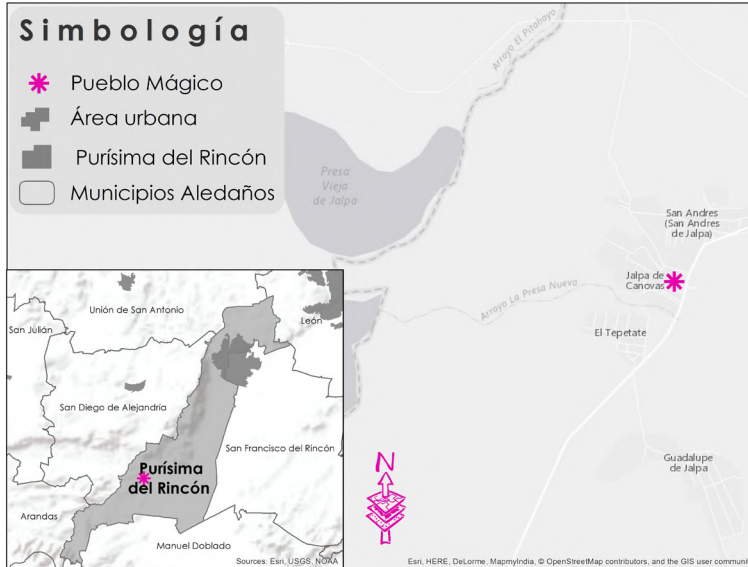 Simbología
Pueblo Mágico
Área urbana
Purísima del Rincón
Municipios Aledaños
Arroyo El Pitahayo
Presa
Vieja
de Jalpa
San Andres
(San Andres
de Jalpa)
Jalpa de
Canovas
Arroyo La Presa Nueva
El Tepetate
Guadalupe
de Jalpa
N
Unión de San Antonio
León
San Julián
San Diego de Alejandría
San Francisco del Rincón
Purísima
del Rincón
Arandas
Manuel Doblado
Sources: Esri, USGS, NOAA
Esri, HERE, DeLorme, MapmyIndia, © OpenStreetMap contributors, and the GIS user communit